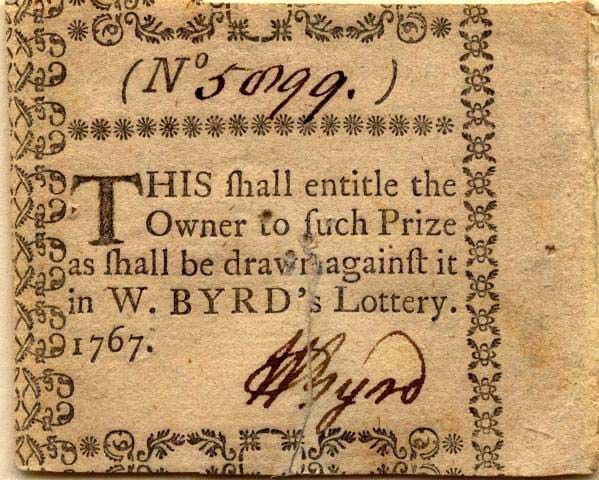 (No 5899.)
THIS ſhall entitle the
Owner to ſuch Prize
as ſhall be drawn againſt it
in W. BYRD's Lottery.
1767.
W Byrd